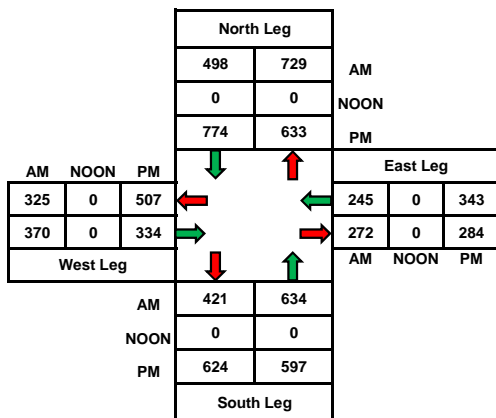 North Leg
498 729 AM
0 0 NOON
774 633 PM
AM NOON PM East Leg
325 0 507 245 0 343
370 0 334 272 0 284
West Leg AM NOON PM
AM 421 634
NOON 0 0
PM 624 597
South Leg